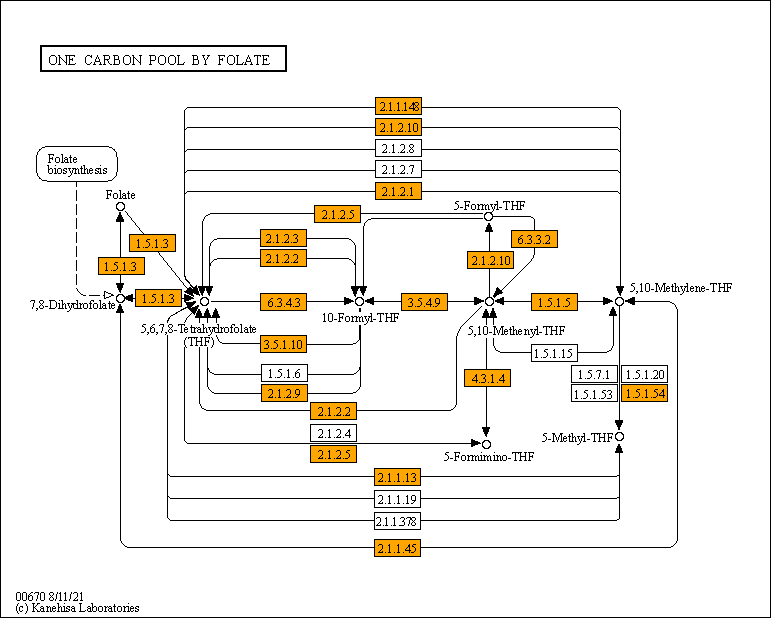 ONE CARBON POOL BY FOLATE
2.1.1.148
2.1.2.10
2.1.2.8
2.1.2.7
2.1.2.1
Folate
biosynthesis
Folate
5-Formyl-THF
2.1.2.5
1.5.1.3
2.1.2.3
6.3.3.2
2.1.2.2
2.1.2.10
1.5.1.3
5,10-Methylene-THF
1.5.1.3
6.3.4.3
3.5.4.9
1.5.1.5
7,8-Dihydrofolate
10-Formyl-THF
5,6,7,8-Tetrahydrofolate
(THF)
5,10-Methenyl-THF
3.5.1.10
1.5.1.15
1.5.1.6
4.3.1.4
1.5.7.1
1.5.1.20
2.1.2.9
1.5.1.53
1.5.1.54
2.1.2.2
2.1.2.4
5-Methyl-THF
2.1.2.5
5-Formimino-THF
2.1.1.13
2.1.1.19
2.1.1.378
2.1.1.45
00670 8/11/21
(c) Kanehisa Laboratories